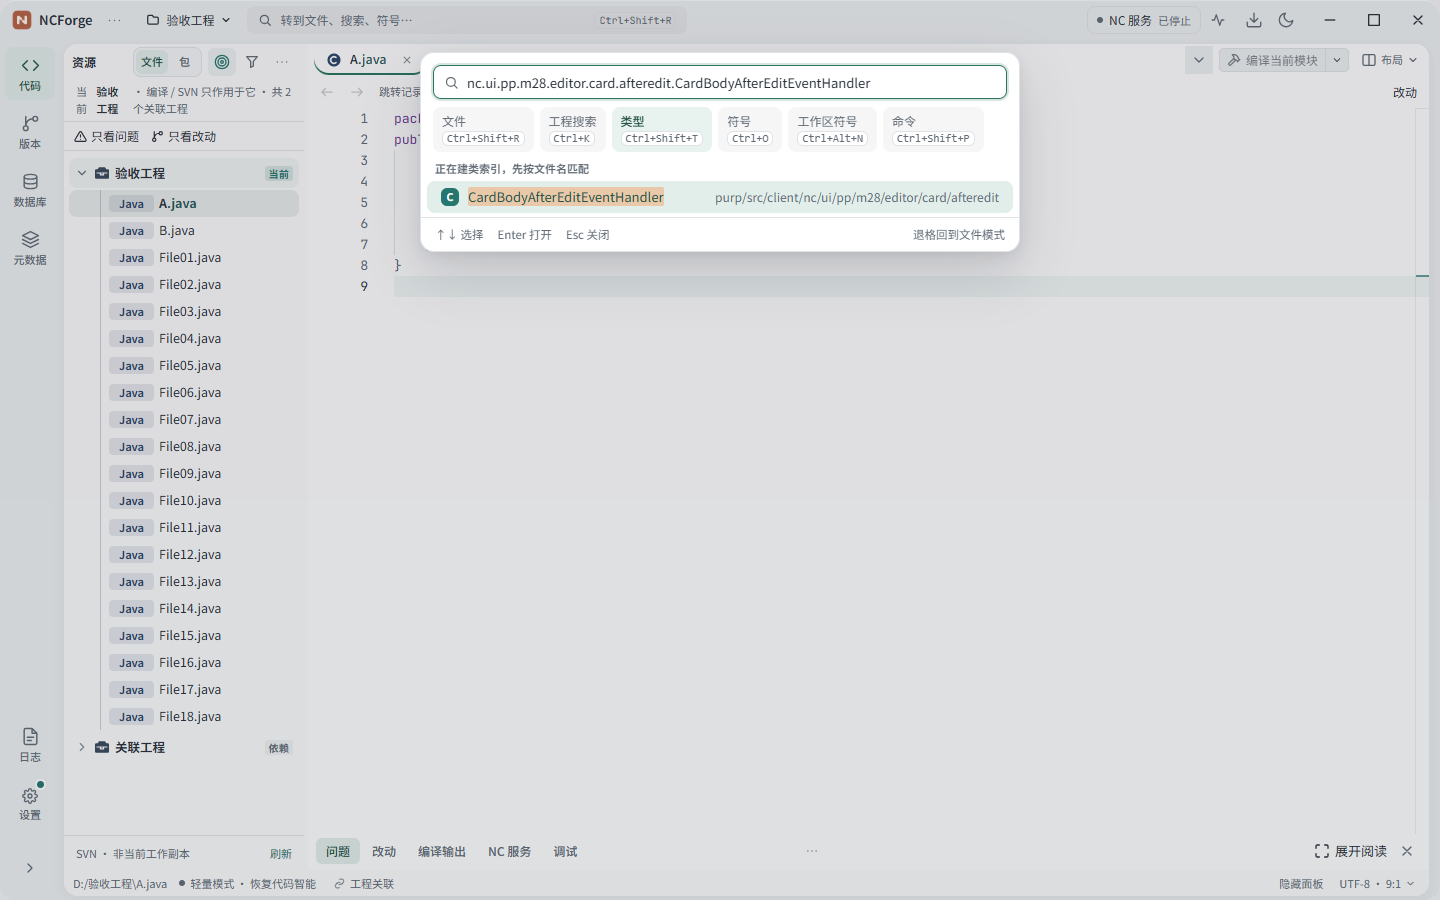 NCForge ··· 验收工程 转到文件、搜索、符号··· Ctrl+Shift+R NC 服务 已停止
代码
版本
数据库
元数据
日志
设置
资源 文件 包 ···
当前 验收工程 • 编译 / SVN 只作用于它 • 共 2 个关联工程
只看问题 只看改动
验收工程 当前
Java A.java
Java B.java
Java File01.java
Java File02.java
Java File03.java
Java File04.java
Java File05.java
Java File06.java
Java File07.java
Java File08.java
Java File09.java
Java File10.java
Java File11.java
Java File12.java
Java File13.java
Java File14.java
Java File15.java
Java File16.java
Java File17.java
Java File18.java
关联工程 依赖
SVN • 非当前工作副本 刷新
C A.java × 编译当前模块 布局
跳转记录 改动
1 pac
2 pub
3
4
5
6
7
8 }
9
nc.ui.pp.m28.editor.card.afteredit.CardBodyAfterEditEventHandler
文件 工程搜索 类型 符号 工作区符号 命令
Ctrl+Shift+R Ctrl+K Ctrl+Shift+T Ctrl+O Ctrl+Alt+N Ctrl+Shift+P
正在建类索引，先按文件名匹配
C CardBodyAfterEditEventHandler purp/src/client/nc/ui/pp/m28/editor/card/afteredit
↑↓ 选择 Enter 打开 Esc 关闭 退格回到文件模式
问题 改动 编译输出 NC 服务 调试 ··· 展开阅读
D:/验收工程\A.java 轻量模式 • 恢复代码智能 工程关联 隐藏面板 UTF-8 • 9:1